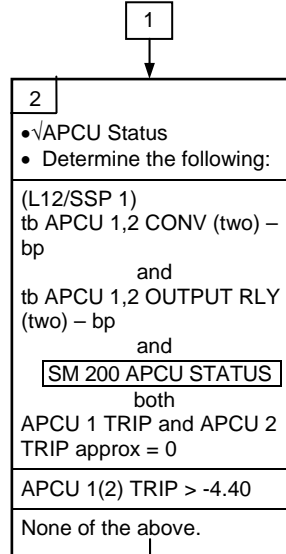 1
2
•√APCU Status
• Determine the following:
(L12/SSP 1)
tb APCU 1,2 CONV (two) –
bp
and
tb APCU 1,2 OUTPUT RLY
(two) – bp
and
SM 200 APCU STATUS
both
APCU 1 TRIP and APCU 2
TRIP approx = 0
APCU 1(2) TRIP > -4.40
None of the above.